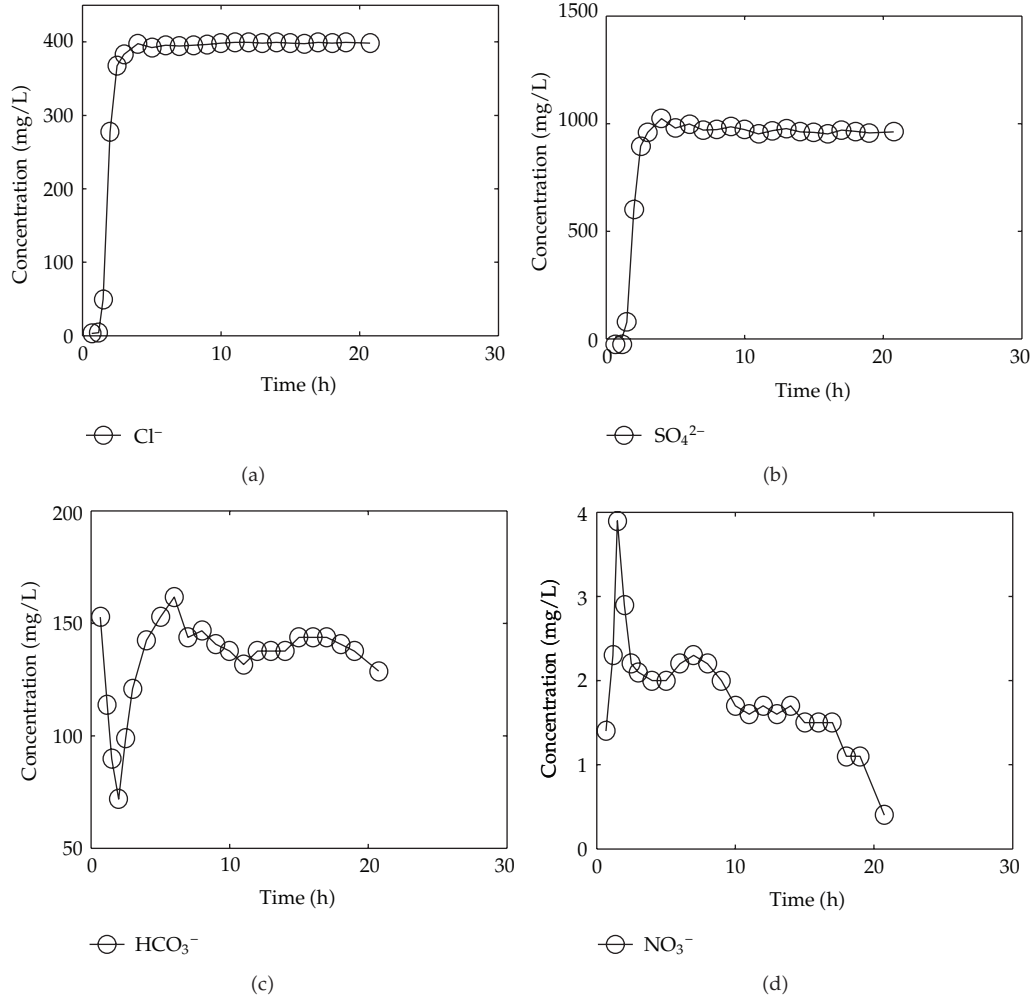 400
300
200
100
0
Concentration (mg/L)
0 10 20 30
Time (h)
Cl⁻
(a)
1500
1000
500
0
Concentration (mg/L)
0 10 20 30
Time (h)
SO₄²⁻
(b)
200
150
100
50
Concentration (mg/L)
0 10 20 30
Time (h)
HCO₃⁻
(c)
4
3
2
1
0
Concentration (mg/L)
0 10 20 30
Time (h)
NO₃⁻
(d)